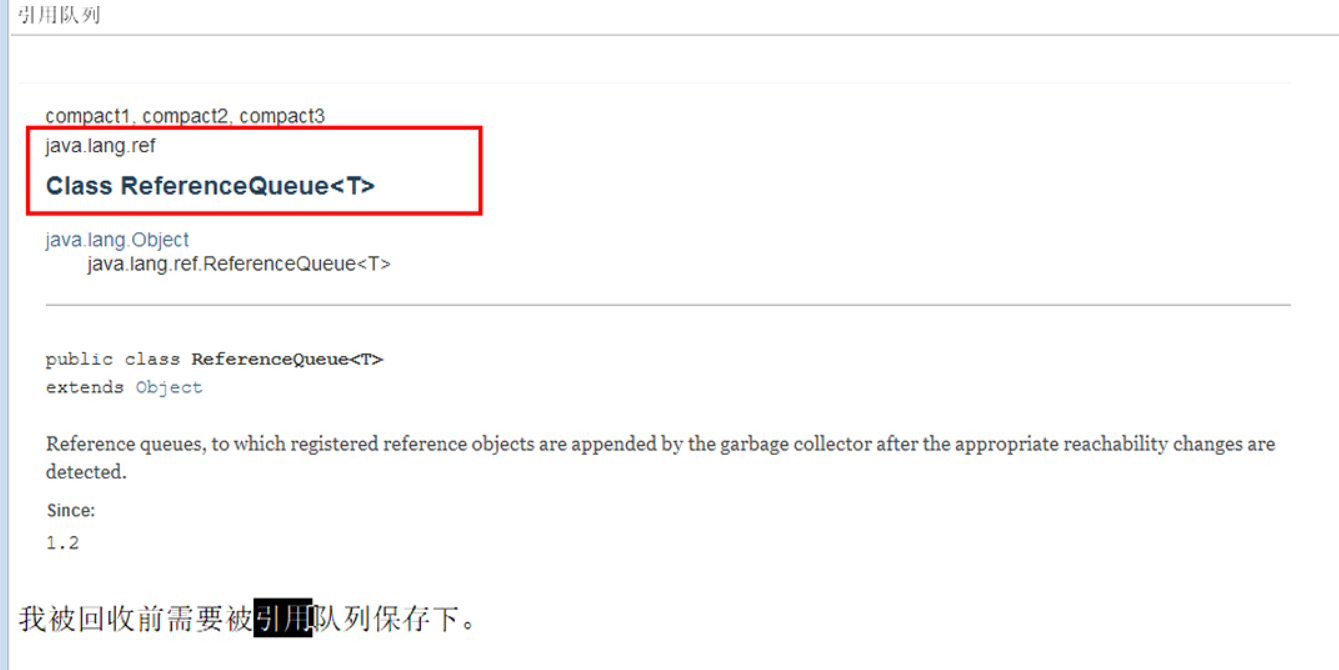 引用队列
compact1, compact2, compact3
java.lang.ref
Class ReferenceQueue<T>
java.lang.Object
java.lang.ref.ReferenceQueue<T>
public class ReferenceQueue<T>
extends Object
Reference queues, to which registered reference objects are appended by the garbage collector after the appropriate reachability changes are
detected.
Since:
1.2
我被回收前需要被引用队列保存下。